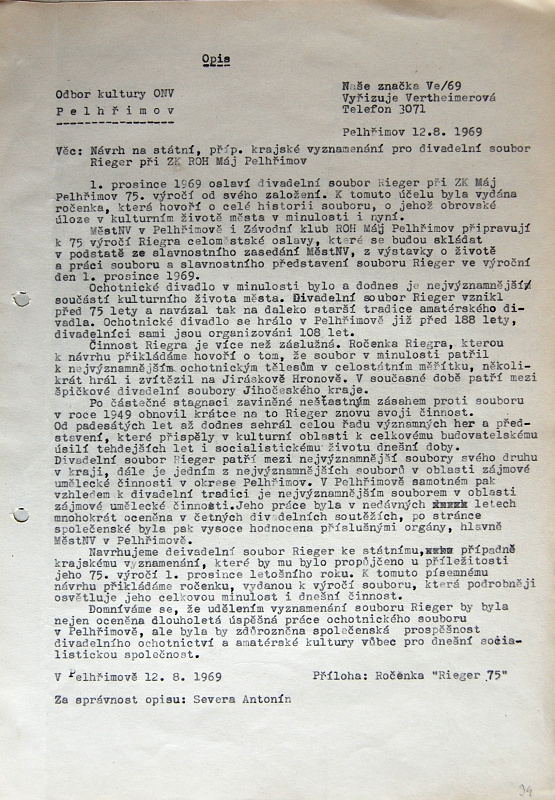 Opis
Odbor kultury ONV
Pelhřimov
Naše značka Ve/69
Vyřizuje Vertheimerová
Telefon 3071
Pelhřimov 12.8. 1969
Věc: Návrh na státní, příp. krajské vyznamenání pro divadelní soubor
Rieger při ZK ROH Máj Pelhřimov
1. prosince 1969 oslaví divadelní soubor Rieger při ZK Máj
Pelhřimov 75. výročí od svého založení. K tomuto účelu byla vydána
ročenka, která hovoří o celé historii souboru, o jehož obrovské
úloze v kulturním životě města v minulosti i nyní.
MěstNV v Pelhřimově i Závodní klub ROH Máj Pelhřimov připravují
k 75 výročí Riegra celoměstské oslavy, které se budou skládat
v podstatě ze slavnostního zasedání MěstNV, z výstavky o životě
a práci souboru a slavnostního představení souboru Rieger ve výroční
den 1. prosince 1969.
Ochotnické divadlo v minulosti bylo a dodnes je nejvýznamnější
součástí kulturního života města. Divadelní soubor Rieger vznikl
před 75 lety a navázal tak na daleko starší tradice amatérského di-
vadla. Ochotnické divadlo se hrálo v Pelhřimově již před 188 lety,
divadelníci sami jsou organizováni 108 let.
Činnost Riegra je více než záslužná. Ročenka Riegra, kterou
k návrhu přikládáme hovoří o tom, že soubor v minulosti patřil
k nejvýznamnějším ochotnickým tělesům v celostátním měřítku, několi-
krát hrál i zvítězil na Jiráskově Hronově. V současné době patří mezi
špičkové divadelní soubory Jihočeského kraje.
Po částečné stagnaci zaviněné nešťastným zásahem proti souboru
v roce 1949 obnovil krátce na to Rieger znovu svoji činnost.
Od padesátých let až dodnes sehrál celou řadu významných her a před-
stavení, které přispěly v kulturní oblasti k celkovému budovatelskému
úsilí tehdejších let i socialistickému životu dnešní doby.
Divadelní soubor Rieger patří mezi nejvýznamnější soubory svého druhu
v kraji, dále je jedním z nejvýznamnějších souborů v oblasti zájmové
umělecké činnosti v okrese Pelhřimov. V Pelhřimově samotném pak
vzhledem k divadelní tradici je nejvýznamnějším souborem v oblasti
zájmové umělecké činnosti.Jeho práce byla v nedávných letech
mnohokrát oceněna v četných divadelních soutěžích, po stránce
společenské byla pak vysoce hodnocena příslušnými orgány, hlavně
MěstNV v Pelhřimově.
Navrhujeme deivadelní soubor Rieger ke státnímu, případně
krajskému vyznamenání, které by mu bylo propůjčeno u příležitosti
jeho 75. výročí 1. prosince letošního roku. K tomuto písemnému
návrhu přikládáme ročenku, vydanou k výročí souboru, která podrobněji
osvětluje jeho celkovou minulost i dnešní činnost.
Domníváme se, že udělením vyznamenání souboru Rieger by byla
nejen oceněna dlouholetá úspěšná práce ochotnického souboru
v Pelhřimově, ale byla by zdůrozněna společenská prospěšnost
divadelního ochotnictví a amatérské kultury vůbec pro dnešní socia-
listickou společnost.
V Pelhřimově 12. 8. 1969
Příloha: Ročenka "Rieger 75"
Za správnost opisu: Severa Antonín
94